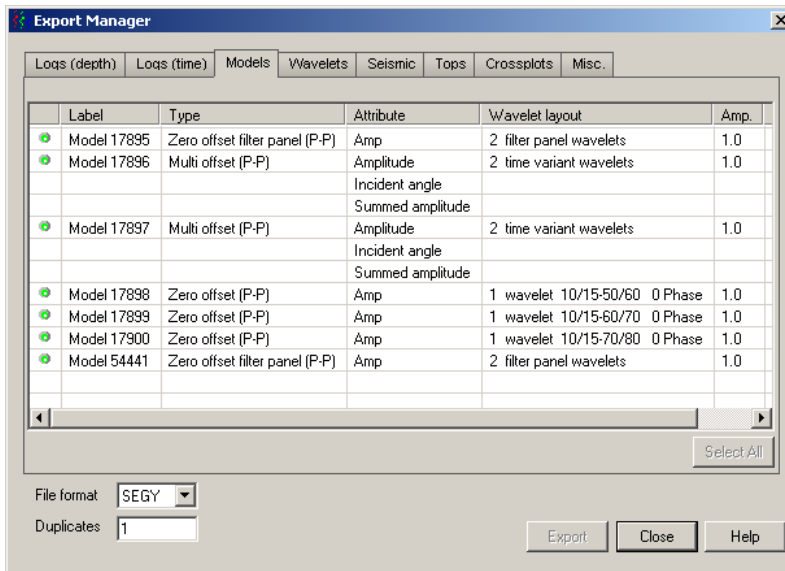 Export Manager
Logs (depth) Logs (time) Models Wavelets Seismic Tops Crossplots Misc.
Label Type Attribute Wavelet layout Amp.
Model 17895 Zero offset filter panel (P-P) Amp 2 filter panel wavelets 1.0
Model 17896 Multi offset (P-P) Amplitude 2 time variant wavelets 1.0
Incident angle
Summed amplitude
Model 17897 Multi offset (P-P) Amplitude 2 time variant wavelets 1.0
Incident angle
Summed amplitude
Model 17898 Zero offset (P-P) Amp 1 wavelet 10/15-50/60 0 Phase 1.0
Model 17899 Zero offset (P-P) Amp 1 wavelet 10/15-60/70 0 Phase 1.0
Model 17900 Zero offset (P-P) Amp 1 wavelet 10/15-70/80 0 Phase 1.0
Model 54441 Zero offset filter panel (P-P) Amp 2 filter panel wavelets 1.0
Select All
File format SEGY
Duplicates 1
Export Close Help